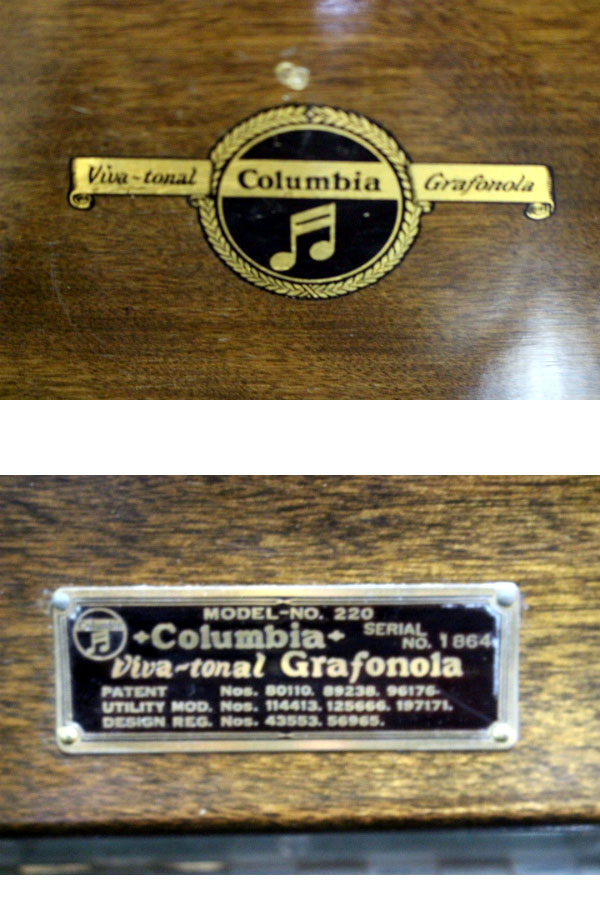 Viva-tonal Columbia Grafonola
MODEL-NO. 220
Columbia SERIAL NO. 1864
Viva-tonal Grafonola
PATENT Nos. 80110. 89238. 96176.
UTILITY MOD. Nos. 114413. 125666. 197171.
DESIGN REG. Nos. 43553. 56965.